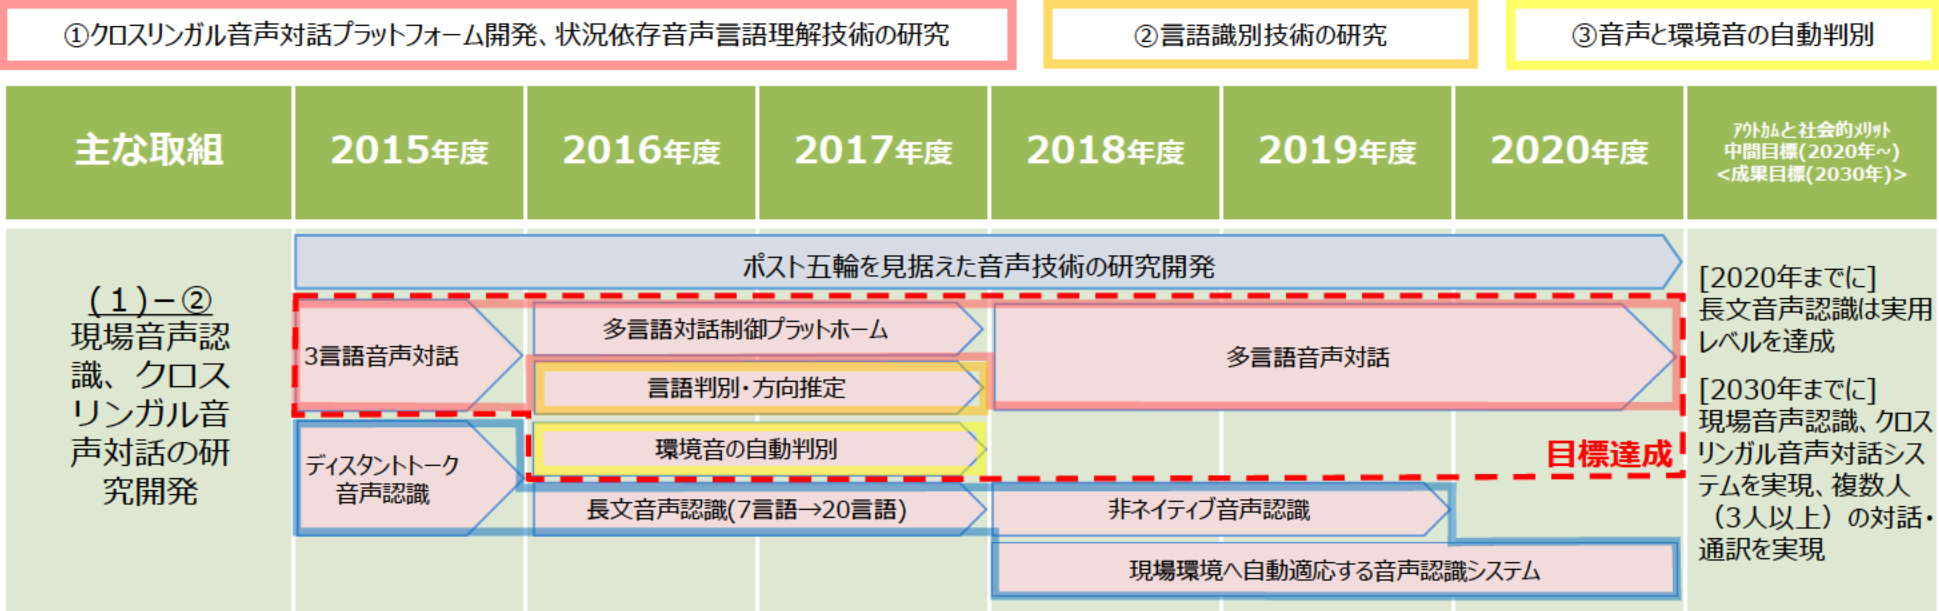 ①クロスリンガル音声対話プラットフォーム開発、状況依存音声言語理解技術の研究
②言語識別技術の研究
③音声と環境音の自動判別
主な取組
2015年度
2016年度
2017年度
2018年度
2019年度
2020年度
ｱｳﾄｶﾑと社会的ﾒﾘｯﾄ
中間目標(2020年~)
<成果目標(2030年)>
(1)−②
現場音声認
識、クロス
リンガル音
声対話の研
究開発
ポスト五輪を見据えた音声技術の研究開発
3言語音声対話
多言語対話制御プラットホーム
言語判別・方向推定
多言語音声対話
環境音の自動判別
目標達成
ディスタントトーク
音声認識
長文音声認識(7言語→20言語)
非ネイティブ音声認識
現場環境へ自動適応する音声認識システム
[2020年までに]
長文音声認識は実用
レベルを達成
[2030年までに]
現場音声認識、クロス
リンガル音声対話シス
テムを実現、複数人
（3人以上）の対話・
通訳を実現